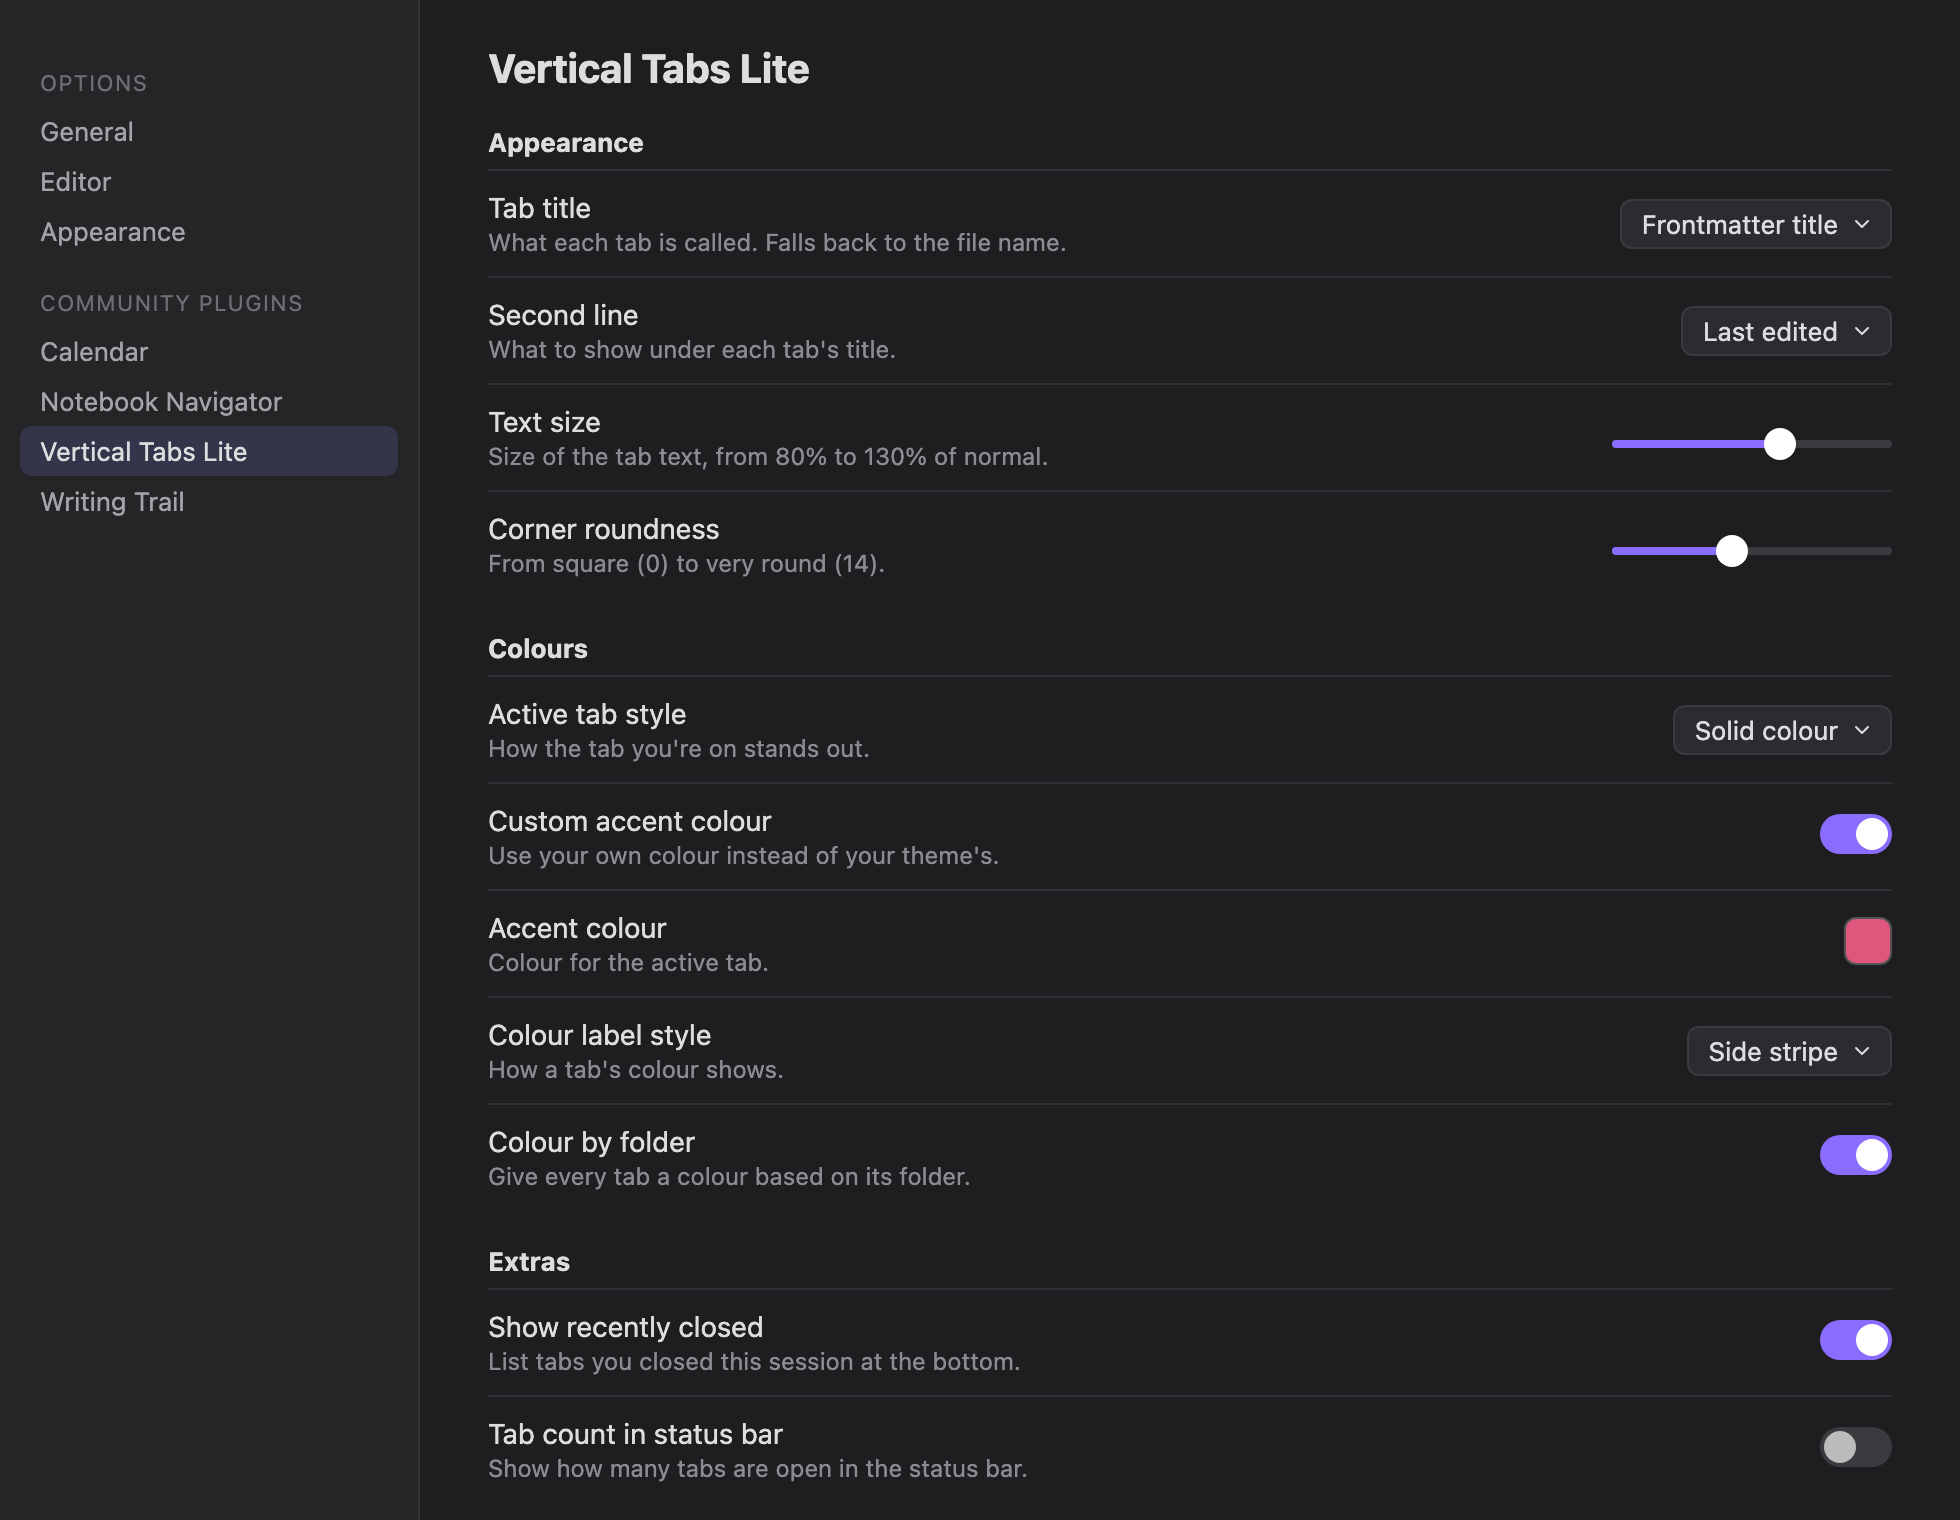 OPTIONS
General
Editor
Appearance
COMMUNITY PLUGINS
Calendar
Notebook Navigator
Vertical Tabs Lite
Writing Trail
Vertical Tabs Lite
Appearance
Tab title
What each tab is called. Falls back to the file name.
Frontmatter title
Second line
What to show under each tab's title.
Last edited
Text size
Size of the tab text, from 80% to 130% of normal.
Corner roundness
From square (0) to very round (14).
Colours
Active tab style
How the tab you're on stands out.
Solid colour
Custom accent colour
Use your own colour instead of your theme's.
Accent colour
Colour for the active tab.
Colour label style
How a tab's colour shows.
Side stripe
Colour by folder
Give every tab a colour based on its folder.
Extras
Show recently closed
List tabs you closed this session at the bottom.
Tab count in status bar
Show how many tabs are open in the status bar.